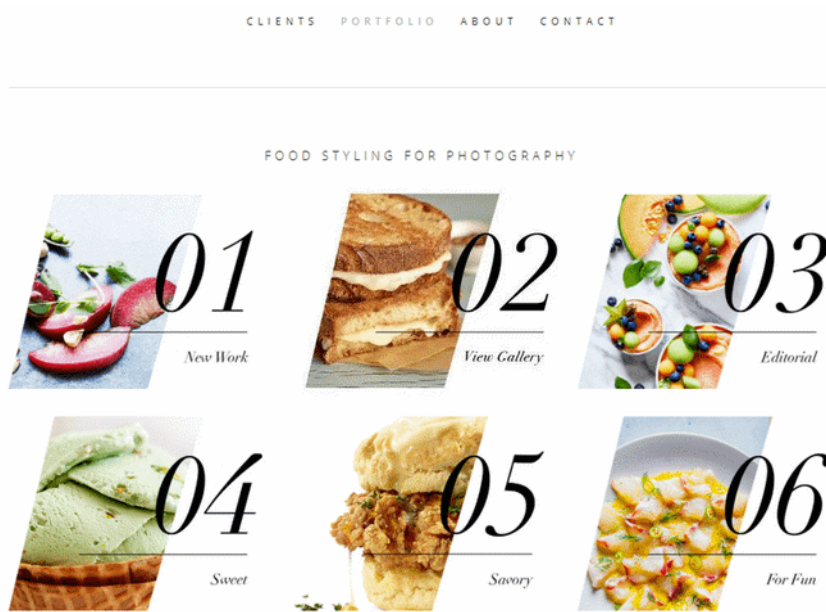 CLIENTS PORTFOLIO ABOUT CONTACT
FOOD STYLING FOR PHOTOGRAPHY
01
New Work
02
View Gallery
03
Editorial
04
Sweet
05
Savory
06
For Fun